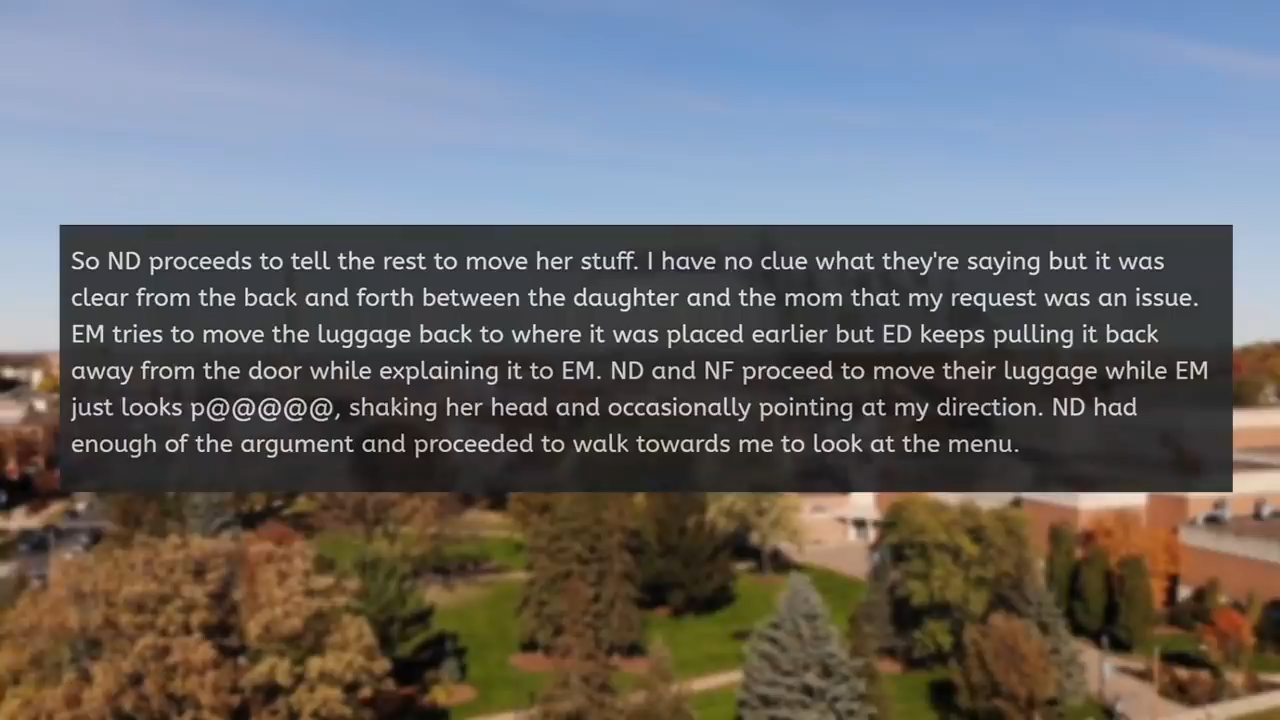 So ND proceeds to tell the rest to move her stuff. I have no clue what they're saying but it was
clear from the back and forth between the daughter and the mom that my request was an issue.
EM tries to move the luggage back to where it was placed earlier but ED keeps pulling it back
away from the door while explaining it to EM. ND and NF proceed to move their luggage while EM
just looks p@@@@@, shaking her head and occasionally pointing at my direction. ND had
enough of the argument and proceeded to walk towards me to look at the menu.